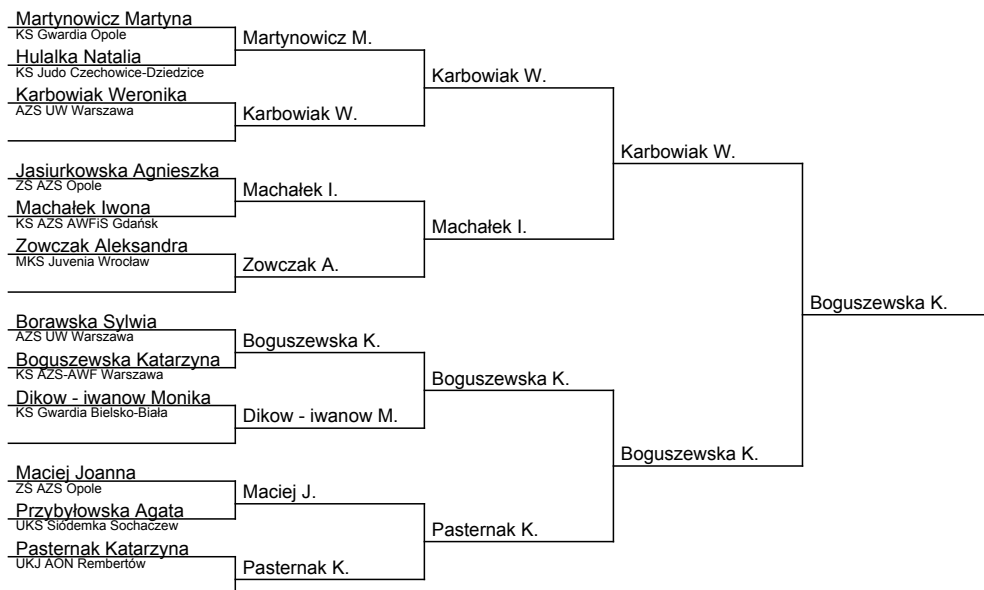 Martynowicz Martyna
KS Gwardia Opole
Martynowicz M.
Hulalka Natalia
KS Judo Czechowice-Dziedzice
Karbowiak W.
Karbowiak Weronika
AZS UW Warszawa
Karbowiak W.
Karbowiak W.
Jasiurkowska Agnieszka
ZS AZS Opole
Machałek I.
Machałek Iwona
KS AZS AWFiS Gdańsk
Machałek I.
Zowczak Aleksandra
MKS Juvenia Wrocław
Zowczak A.
Boguszewska K.
Borawska Sylwia
AZS UW Warszawa
Boguszewska K.
Boguszewska Katarzyna
KS AZS-AWF Warszawa
Boguszewska K.
Dikow - iwanow Monika
KS Gwardia Bielsko-Biała
Dikow - iwanow M.
Boguszewska K.
Maciej Joanna
ZS AZS Opole
Maciej J.
Przybyłowska Agata
UKS Siódemka Sochaczew
Pasternak K.
Pasternak Katarzyna
UKJ AON Rembertów
Pasternak K.